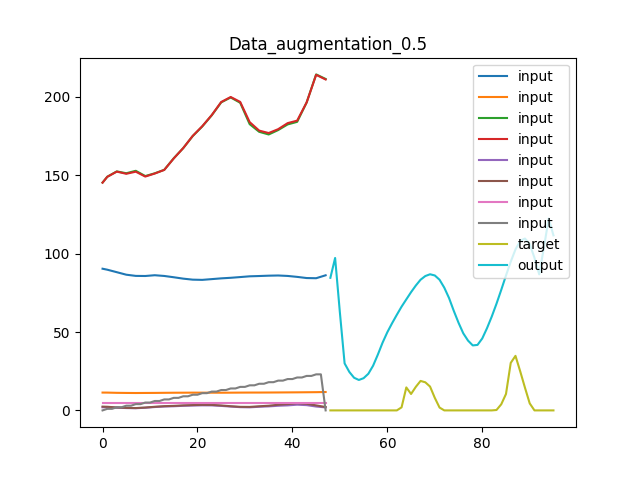 Data_augmentation_0.5
input
input
input
input
input
input
input
input
target
output
200
150
100
50
0
0 20 40 60 80